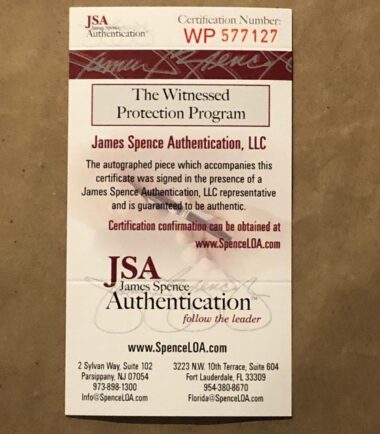 JSA Certification Number:
James Spence
Authentication™ WP 577127
James Spence
The Witnessed
Protection Program
James Spence Authentication, LLC
The autographed piece which accompanies this
certificate was signed in the presence of a
James Spence Authentication, LLC representative
and is guaranteed to be authentic.
Certification confirmation can be obtained at
www.SpenceLOA.com
JSA
James Spence
Authentication™
follow the leader
www.SpenceLOA.com
2 Sylvan Way, Suite 102
Parsippany, NJ 07054
973-898-1300
Info@SpenceLOA.com
3223 N.W. 10th Terrace, Suite 604
Fort Lauderdale, FL 33309
954-380-8670
Florida@SpenceLOA.com